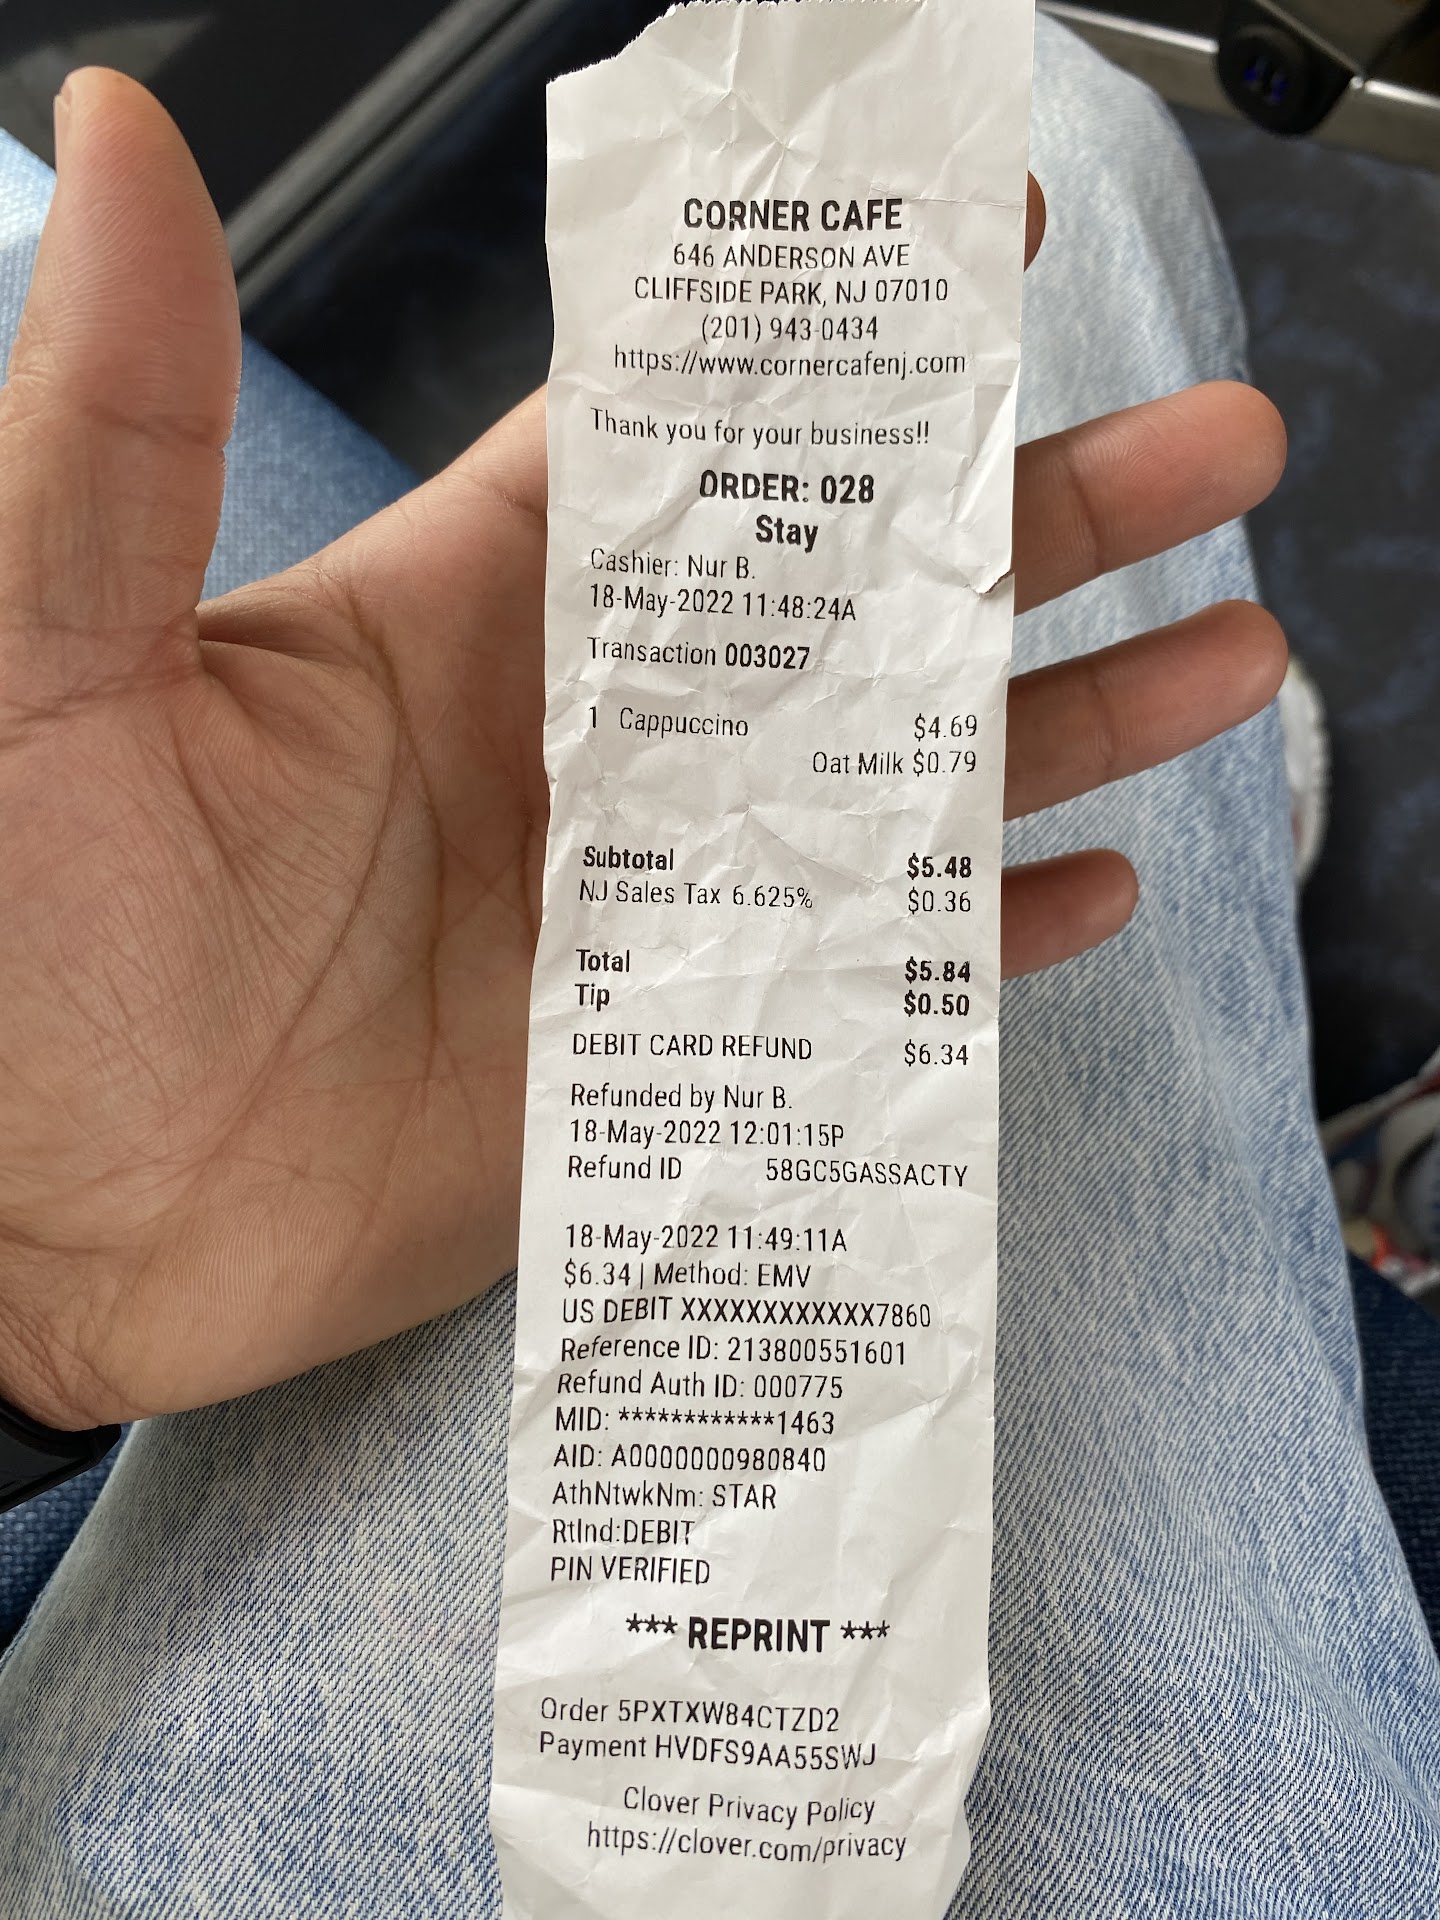 CORNER CAFE
646 ANDERSON AVE
CLIFFSIDE PARK, NJ 07010
(201) 943-0434
https://www.cornercafenj.com
Thank you for your business!!
ORDER: 028
Stay
Cashier: Nur B.
18-May-2022 11:48:24A
Transaction 003027
1 Cappuccino $4.69
Oat Milk $0.79
Subtotal $5.48
NJ Sales Tax 6.625% $0.36
Total $5.84
Tip $0.50
DEBIT CARD REFUND $6.34
Refunded by Nur B.
18-May-2022 12:01:15P
Refund ID 58GC5GASSACTY
18-May-2022 11:49:11A
$6.34 | Method: EMV
US DEBIT XXXXXXXXXXXX7860
Reference ID: 213800551601
Refund Auth ID: 000775
MID: ************1463
AID: A0000000980840
AthNtwkNm: STAR
RtInd:DEBIT
PIN VERIFIED
*** REPRINT ***
Order 5PXTXW84CTZD2
Payment HVDFS9AA55SWJ
Clover Privacy Policy
https://clover.com/privacy